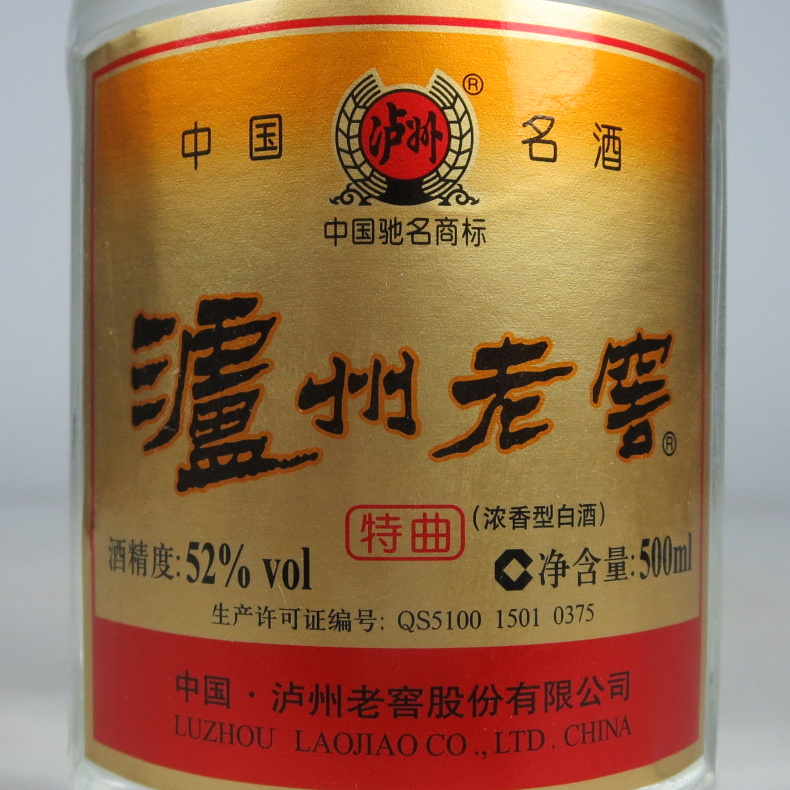 中国 泸州® 名酒
中国驰名商标
瀘州老窖®
特曲 (浓香型白酒)
酒精度:52% vol 净含量:500ml
生产许可证编号: QS5100 1501 0375
中国·泸州老窖股份有限公司
LUZHOU LAOJIAO CO.,LTD. CHINA